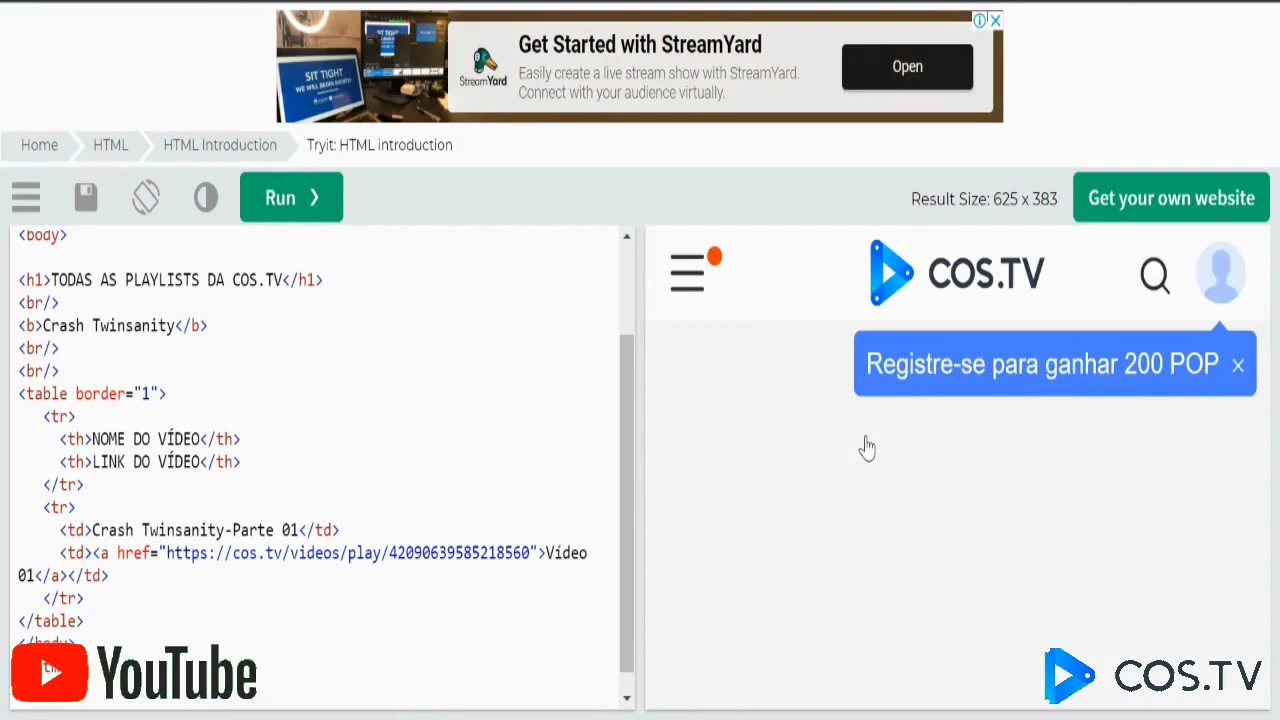 SIT TIGHT
WE WILL BEGIN SHORTLY
StreamYard
Get Started with StreamYard
Easily create a live stream show with StreamYard.
Connect with your audience virtually.
Open
Home
HTML
HTML Introduction
Tryit: HTML introduction
Run ❯
Result Size: 625 x 383
Get your own website
<body>
<h1>TODAS AS PLAYLISTS DA COS.TV</h1>
<br/>
<b>Crash Twinsanity</b>
<br/>
<br/>
<table border="1">
<tr>
<th>NOME DO VÍDEO</th>
<th>LINK DO VÍDEO</th>
</tr>
<tr>
<td>Crash Twinsanity-Parte 01</td>
<td><a href="https://cos.tv/videos/play/42090639585218560">Vídeo
01</a></td>
</tr>
</table>
</body>
YouTube
COS.TV
Registre-se para ganhar 200 POP ×
COS.TV